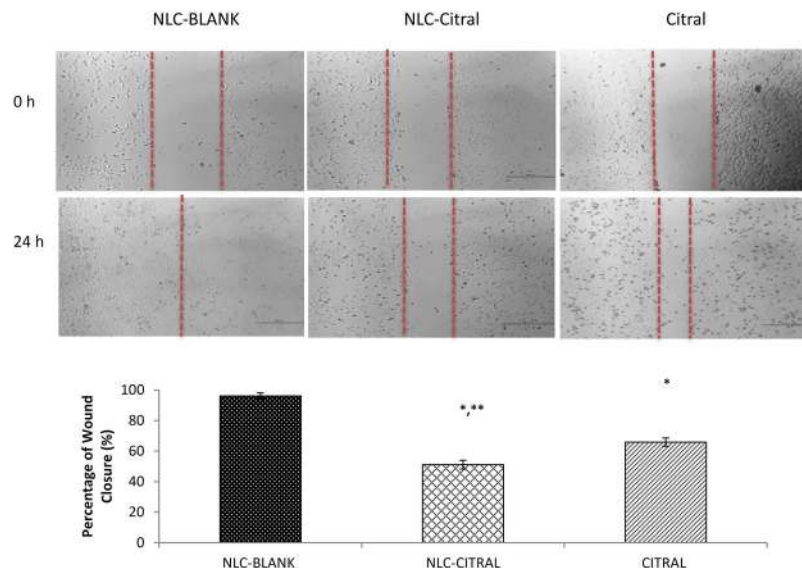 NLC-BLANK NLC-Citral Citral
0 h
24 h
Percentage of Wound
Closure (%)
100
80
60
40
20
0
*,**
*
NLC-BLANK NLC-CITRAL CITRAL